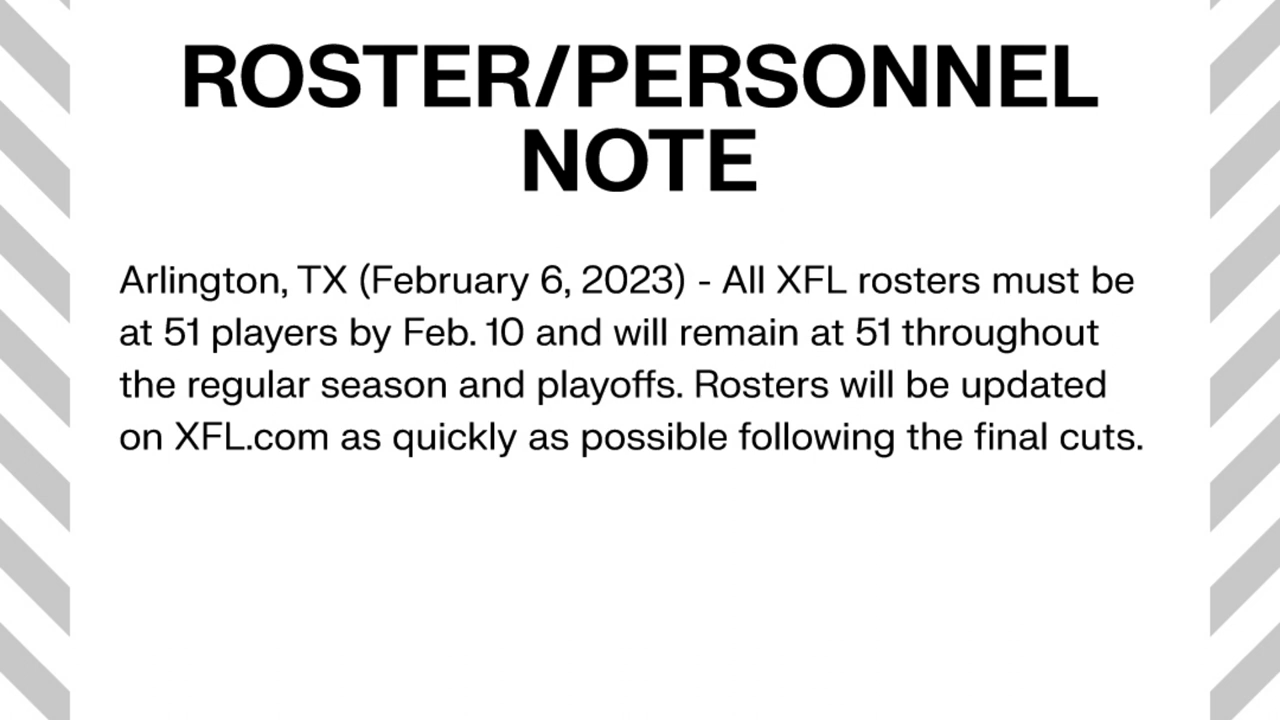 ROSTER/PERSONNEL
NOTE
Arlington, TX (February 6, 2023) - All XFL rosters must be
at 51 players by Feb. 10 and will remain at 51 throughout
the regular season and playoffs. Rosters will be updated
on XFL.com as quickly as possible following the final cuts.